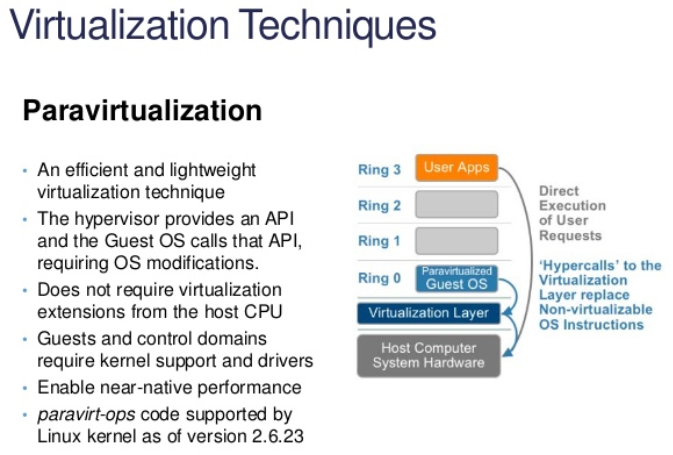 Virtualization Techniques
Paravirtualization
• An efficient and lightweight
virtualization technique
• The hypervisor provides an API
and the Guest OS calls that API,
requiring OS modifications.
• Does not require virtualization
extensions from the host CPU
• Guests and control domains
require kernel support and drivers
• Enable near-native performance
• paravirt-ops code supported by
Linux kernel as of version 2.6.23
Ring 3
User Apps
Ring 2
Ring 1
Ring 0
Paravirtualized
Guest OS
Virtualization Layer
Host Computer
System Hardware
Direct
Execution
of User
Requests
‘Hypercalls’ to the
Virtualization
Layer replace
Non-virtualizable
OS Instructions